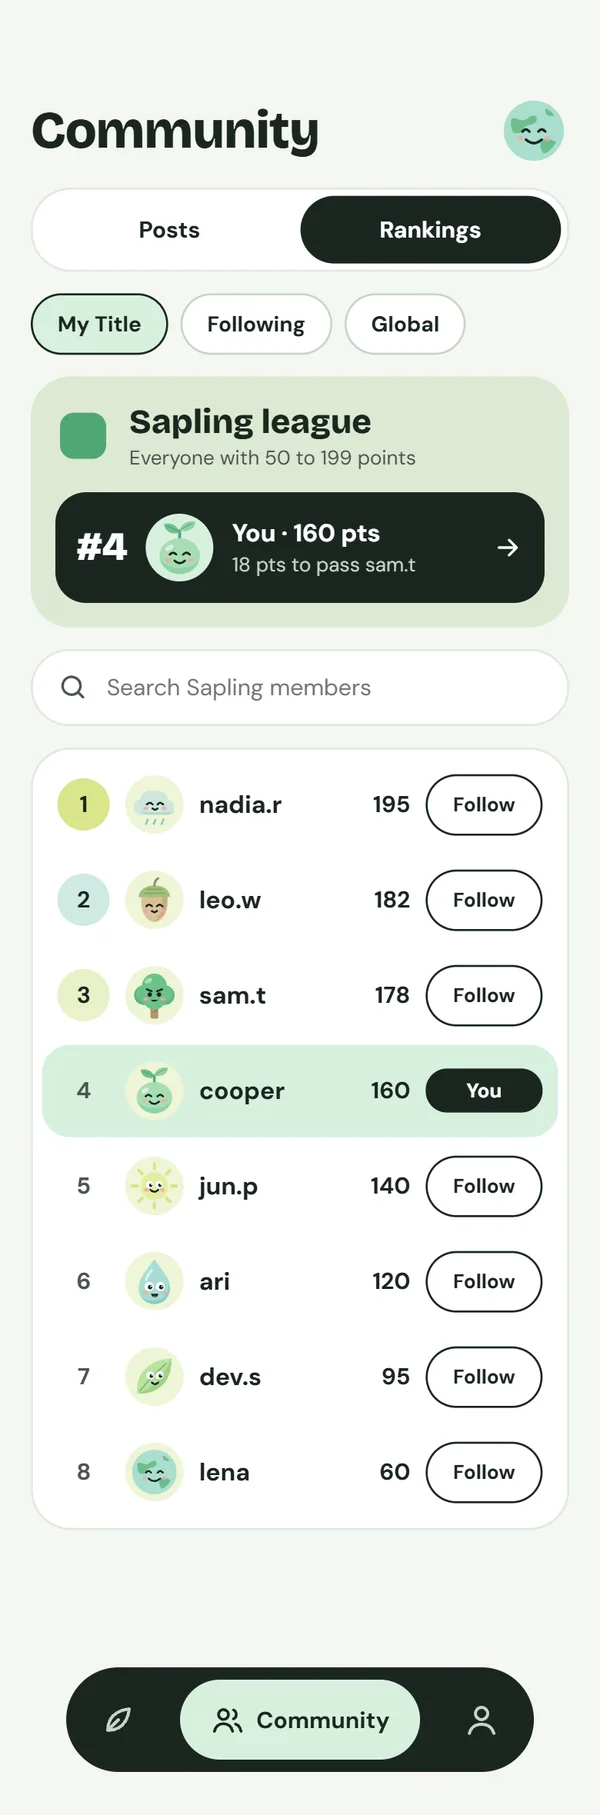 Community
Posts
Rankings
My Title
Following
Global
Sapling league
Everyone with 50 to 199 points
#4
You · 160 pts
18 pts to pass sam.t
Search Sapling members
1 nadia.r 195 Follow
2 leo.w 182 Follow
3 sam.t 178 Follow
4 cooper 160 You
5 jun.p 140 Follow
6 ari 120 Follow
7 dev.s 95 Follow
8 lena 60 Follow
Community